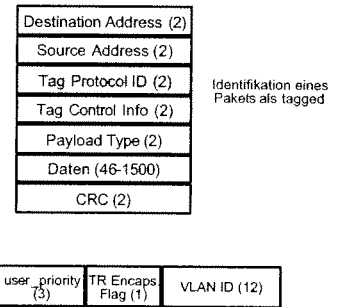 Destination Address (2)
Source Address (2)
Tag Protocol ID (2)
Identifikation eines
Pakets als tagged
Tag Control Info (2)
Payload Type (2)
Daten (46-1500)
CRC (2)
user_priority
(3)
TR Encaps.
Flag (1)
VLAN ID (12)